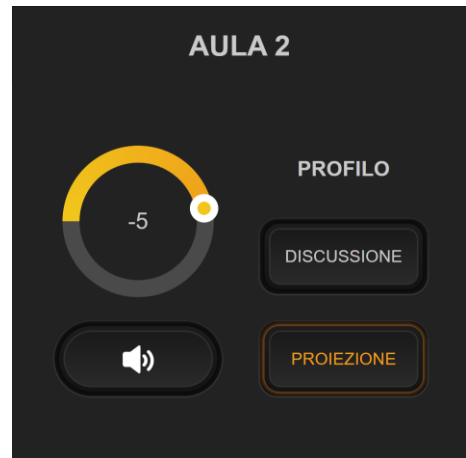 AULA 2
PROFILO
-5
DISCUSSIONE
PROIEZIONE